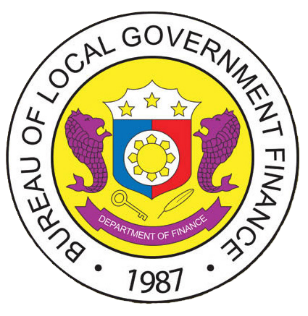 BUREAU OF LOCAL GOVERNMENT FINANCE
DEPARTMENT OF FINANCE
• 1987 •